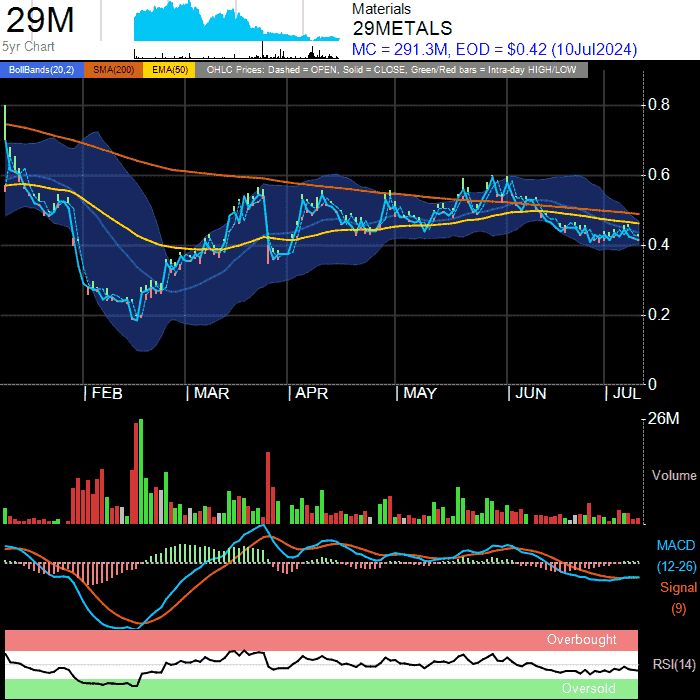 29M
5yr Chart
Materials
29METALS
MC = 291.3M, EOD = $0.42 (10Jul2024)
BollBands(20,2) SMA(200) EMA(50) OHLC Prices: Dashed = OPEN, Solid = CLOSE, Green/Red bars = Intra-day HIGH/LOW
0.8
0.6
0.4
0.2
0
FEB MAR APR MAY JUN JUL
26M
Volume
MACD
(12-26)
Signal
(9)
Overbought
RSI(14)
Oversold